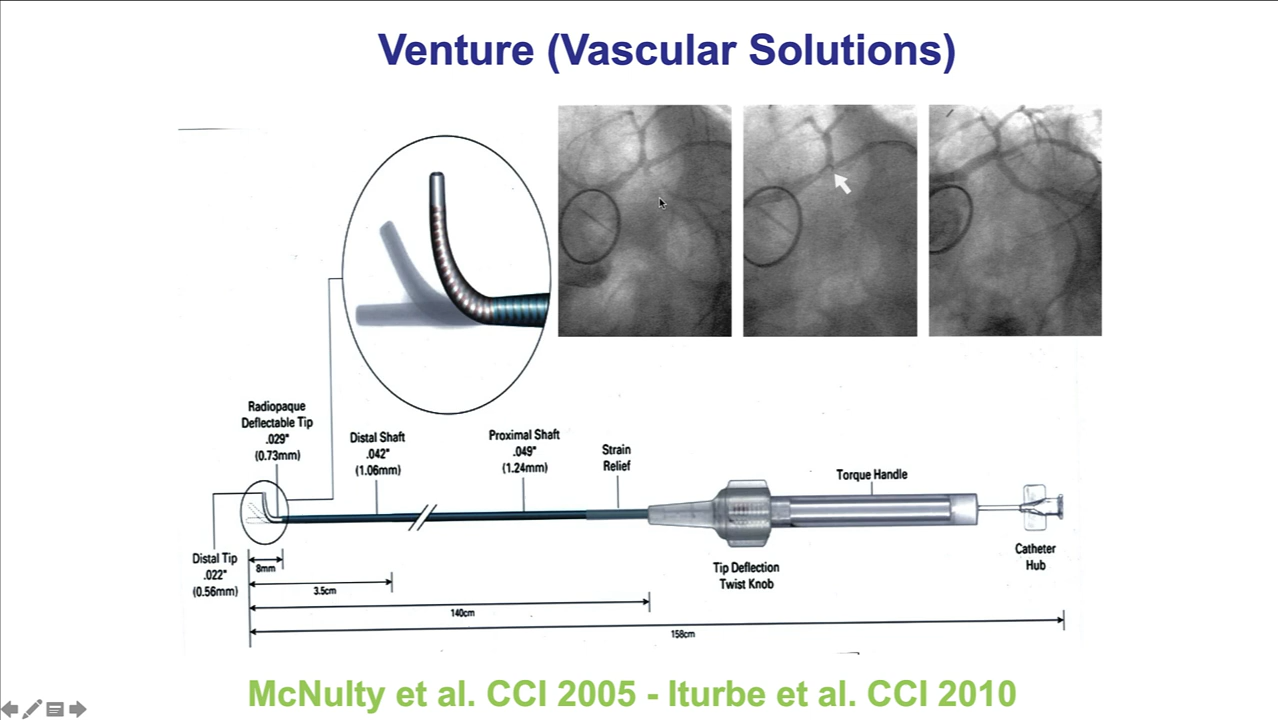 Venture (Vascular Solutions)
Radiopaque
Deflectable Tip
.029"
(0.73mm)
Distal Shaft
.042"
(1.06mm)
Proximal Shaft
.049"
(1.24mm)
Strain
Relief
Torque Handle
Distal Tip
.022"
(0.56mm)
8mm
3.5cm
140cm
158cm
Tip Deflection
Twist Knob
Catheter
Hub
McNulty et al. CCI 2005 - Iturbe et al. CCI 2010